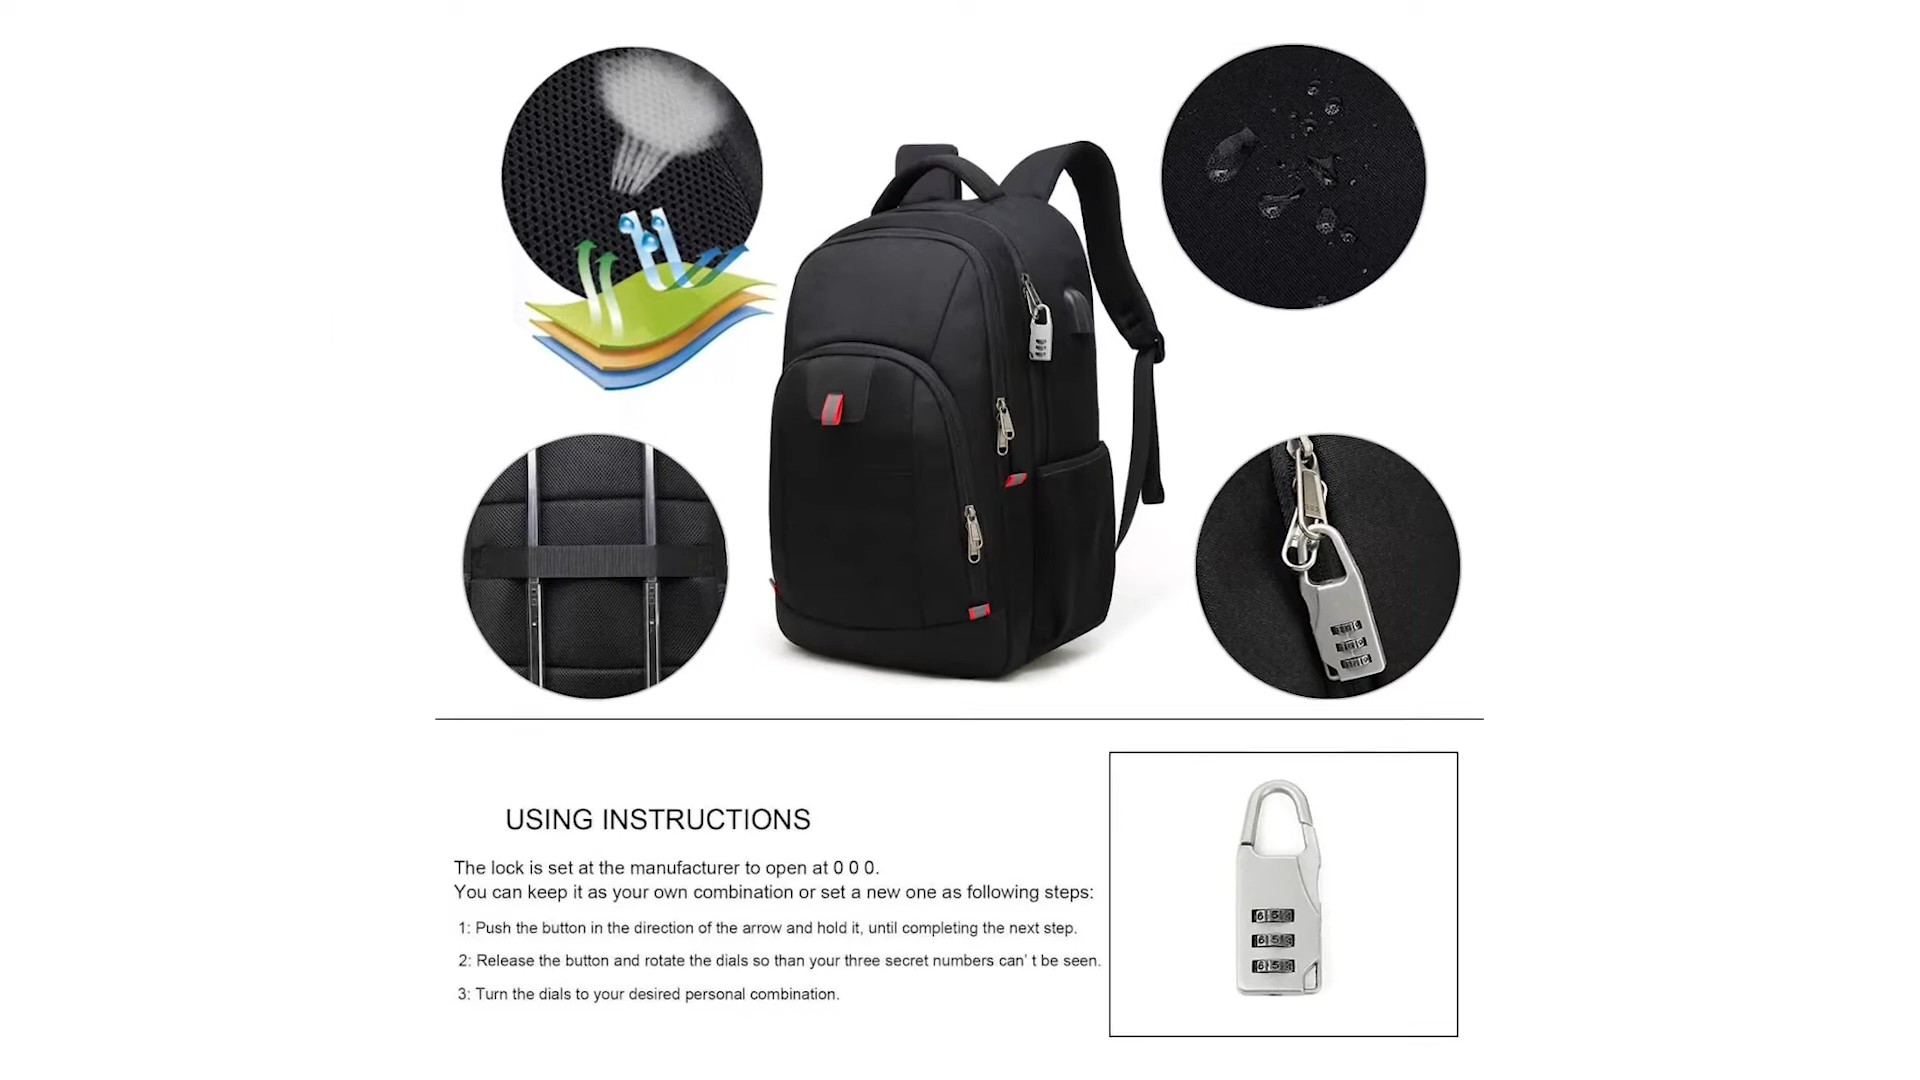 USING INSTRUCTIONS
The lock is set at the manufacturer to open at 0 0 0.
You can keep it as your own combination or set a new one as following steps:
1: Push the button in the direction of the arrow and hold it, until completing the next step.
2: Release the button and rotate the dials so than your three secret numbers can’ t be seen.
3: Turn the dials to your desired personal combination.